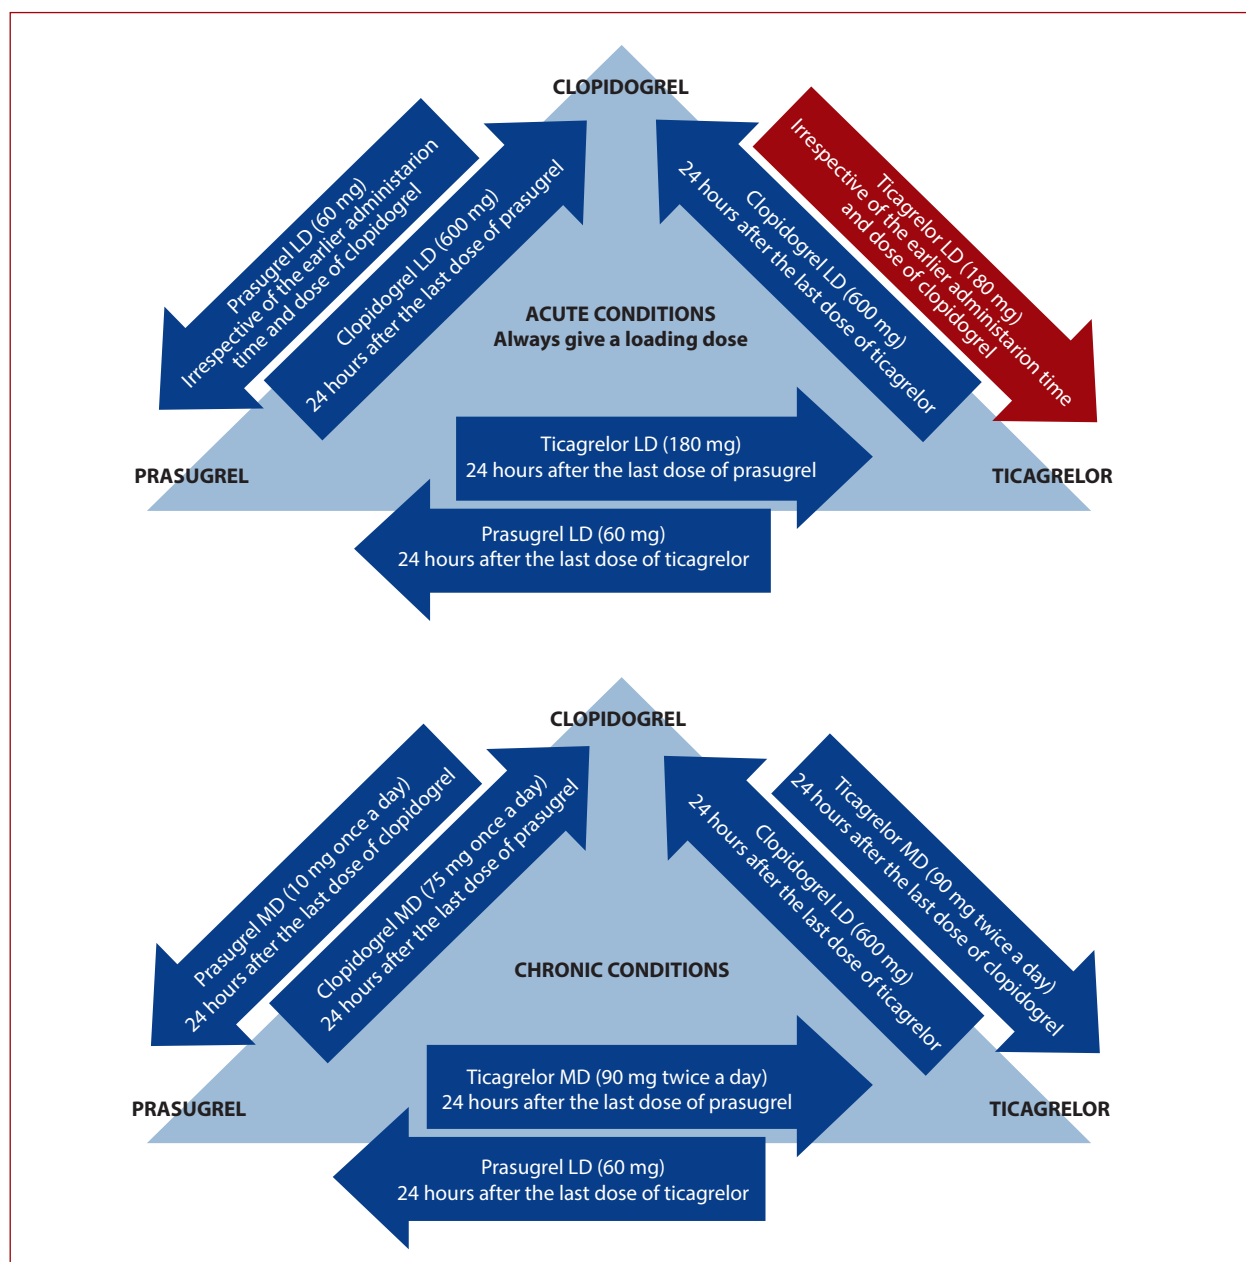 CLOPIDOGREL
Prasugrel LD (60 mg)
Irrespective of the earlier administarion
time and dose of clopidogrel
Clopidogrel LD (600 mg)
24 hours after the last dose of prasugrel
Clopidogrel LD (600 mg)
24 hours after the last dose of ticagrelor
Ticagrelor LD (180 mg)
Irrespective of the earlier administarion time
and dose of clopidogrel
ACUTE CONDITIONS
Always give a loading dose
Ticagrelor LD (180 mg)
24 hours after the last dose of prasugrel
PRASUGREL
TICAGRELOR
Prasugrel LD (60 mg)
24 hours after the last dose of ticagrelor
CLOPIDOGREL
Prasugrel MD (10 mg once a day)
24 hours after the last dose of clopidogrel
Clopidogrel MD (75 mg once a day)
24 hours after the last dose of prasugrel
Clopidogrel LD (600 mg)
24 hours after the last dose of ticagrelor
Ticagrelor MD (90 mg twice a day)
24 hours after the last dose of clopidogrel
CHRONIC CONDITIONS
Ticagrelor MD (90 mg twice a day)
24 hours after the last dose of prasugrel
PRASUGREL
TICAGRELOR
Prasugrel LD (60 mg)
24 hours after the last dose of ticagrelor